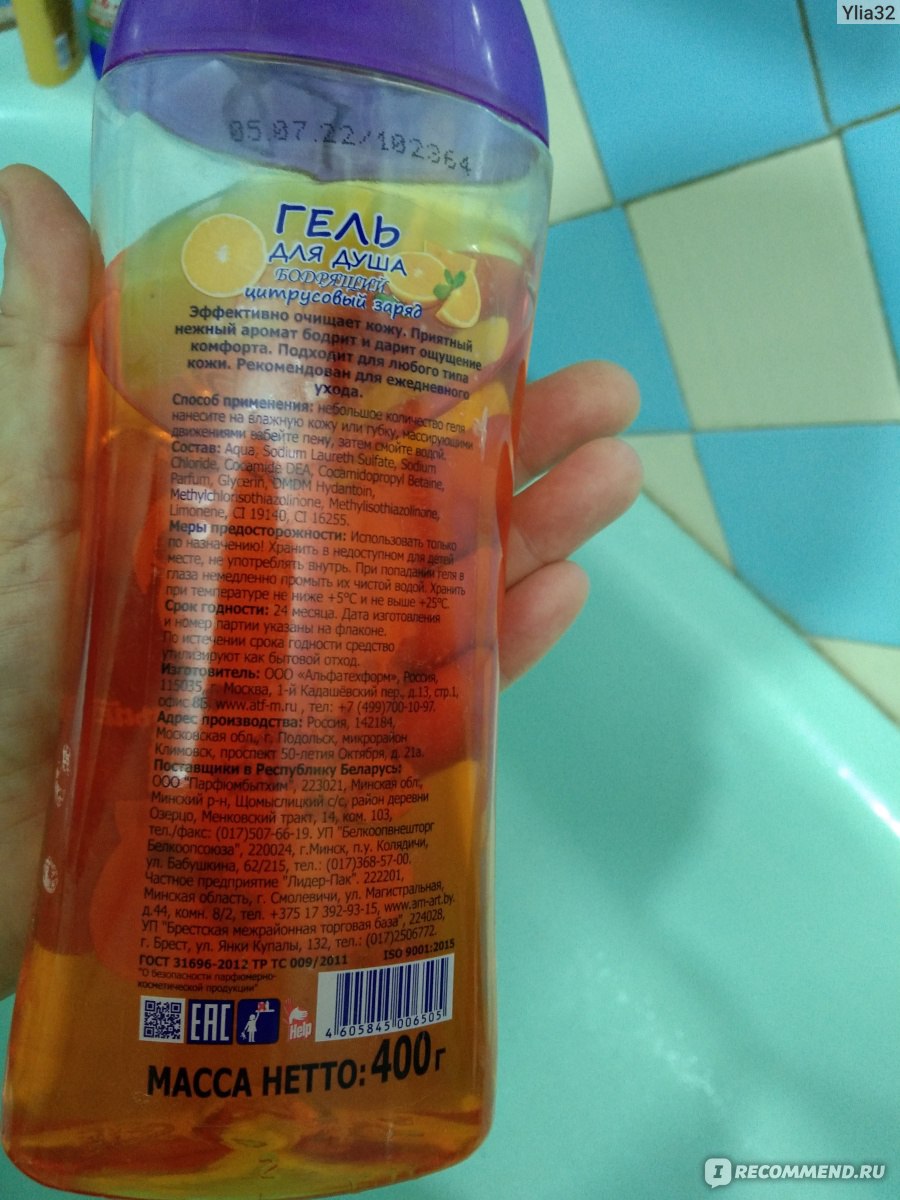 Ylia32
05.07.22/102364
ГЕЛЬ
ДЛЯ ДУША
БОДРЯЩИЙ
цитрусовый заряд
Эффективно очищает кожу. Приятный
нежный аромат бодрит и дарит ощущение
комфорта. Подходит для любого типа
кожи. Рекомендован для ежедневного
ухода.
Способ применения: небольшое количество геля
нанесите на влажную кожу или губку, массирующими
движениями взбейте пену, затем смойте водой.
Состав: Aqua, Sodium Laureth Sulfate, Sodium
Chloride, Cocamide DEA, Cocamidopropyl Betaine,
Parfum, Glycerin, DMDM Hydantoin,
Methylchlorisothiazolinone, Methylisothiazolinone,
Limonene, CI 19140, CI 16255.
Меры предосторожности: Использовать только
по назначению! Хранить в недоступном для детей
месте, не употреблять внутрь. При попадании геля в
глаза немедленно промыть их чистой водой. Хранить
при температуре не ниже +5°С и не выше +25°С.
Срок годности: 24 месяца. Дата изготовления
и номер партии указаны на флаконе.
По истечении срока годности средство
утилизируют как бытовой отход.
Изготовитель: ООО «Альфатехформ», Россия,
115035, г. Москва, 1-й Кадашёвский пер., д.13, стр.1,
офис 8Б, www.atf-m.ru , тел: +7 (499)700-10-97.
Адрес производства: Россия, 142184,
Московская обл., г. Подольск, микрорайон
Климовск, проспект 50-летия Октября, д. 21а.
Поставщики в Республику Беларусь:
ООО "Парфюмбытхим", 223021, Минская обл.,
Минский р-н, Щомыслицкий с/с, район деревни
Озерцо, Менковский тракт, 14, ком. 103,
тел./факс: (017)507-66-19. УП "Белкоопвнешторг
Белкоопсоюза", 220024, г.Минск, п.у. Колядичи,
ул. Бабушкина, 62/215, тел.: (017)368-57-00.
Частное предприятие "Лидер-Пак". 222201,
Минская область, г. Смолевичи, ул. Магистральная,
д.44, комн. 8/2, тел. +375 17 392-93-15, www.am-art.by.
УП "Брестская межрайонная торговая база", 224028,
г. Брест, ул. Янки Купалы, 132, тел.: (017)2506772.
ГОСТ 31696-2012 ТР ТС 009/2011 ISO 9001:2015
"О безопасности парфюмерно-
косметической продукции"
EAC
Help
4 605845 006505
МАССА НЕТТО: 400 г
IRECOMMEND.RU